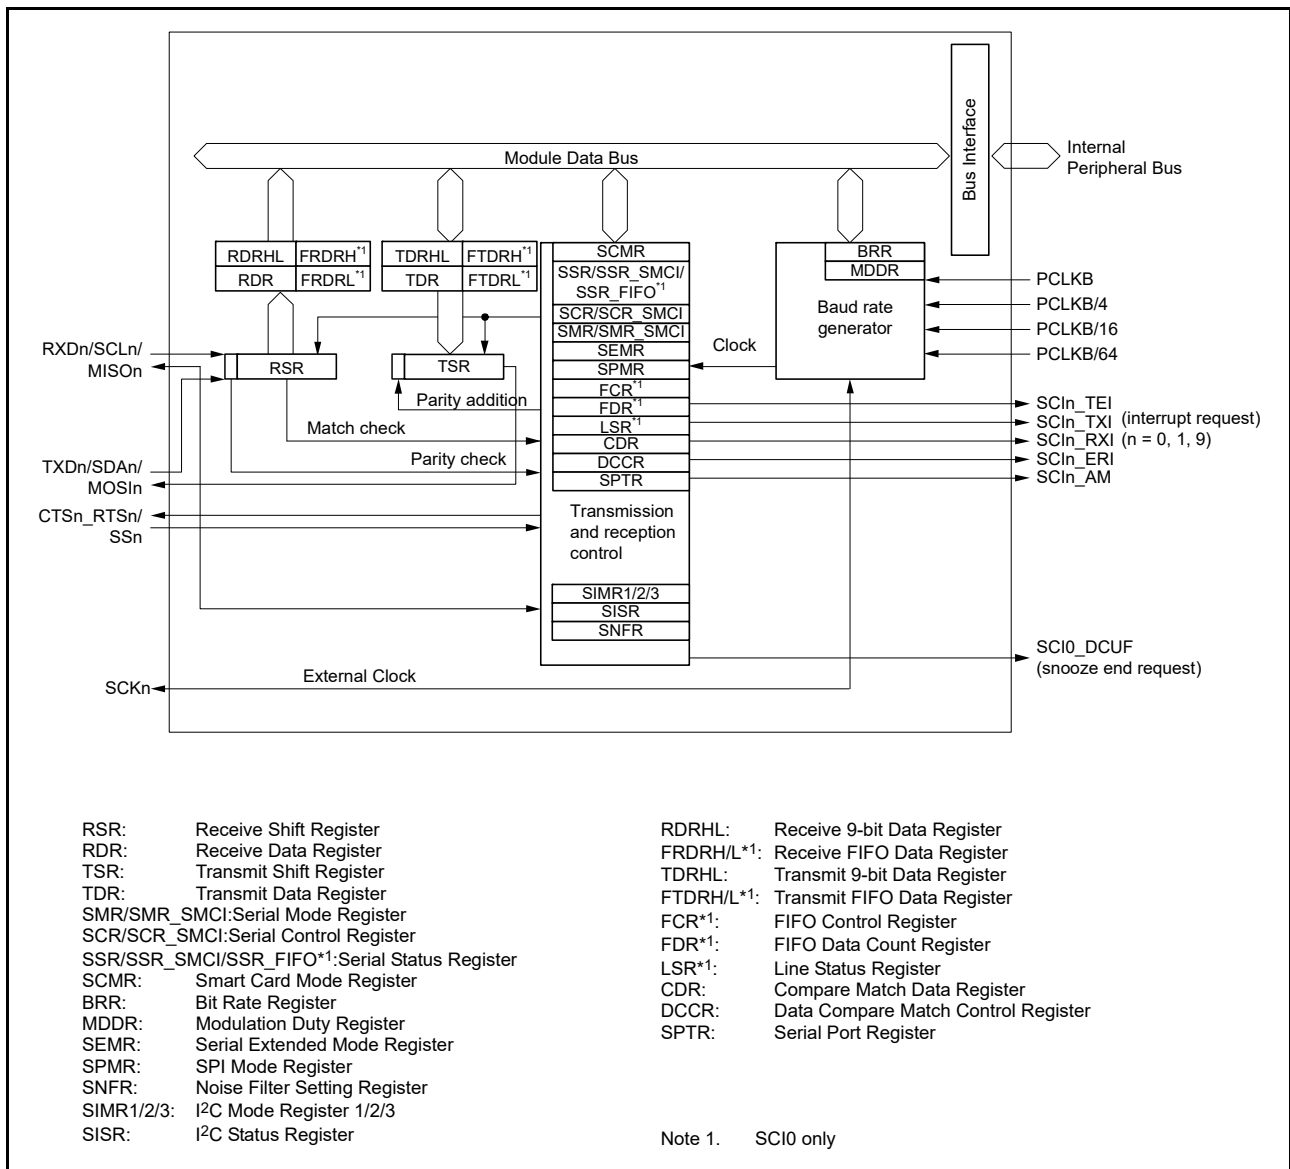 Module Data Bus
Bus Interface
Internal
Peripheral Bus
RDRHL FRDRH*1
RDR FRDRL*1
TDRHL FTDRH*1
TDR FTDRL*1
SCMR
SSR/SSR_SMCI/
SSR_FIFO*1
SCR/SCR_SMCI
SMR/SMR_SMCI
SEMR
SPMR
FCR*1
FDR*1
LSR*1
CDR
DCCR
SPTR
Transmission
and reception
control
SIMR1/2/3
SISR
SNFR
BRR
MDDR
Baud rate
generator
PCLKB
PCLKB/4
PCLKB/16
PCLKB/64
Clock
RXDn/SCLn/
MISOn
RSR
TSR
Parity addition
Match check
Parity check
TXDn/SDAn/
MOSIn
CTSn_RTSn/
SSn
SCIn_TEI
SCIn_TXI (interrupt request)
SCIn_RXI (n = 0, 1, 9)
SCIn_ERI
SCIn_AM
SCI0_DCUF
(snooze end request)
SCKn
External Clock
RSR: Receive Shift Register
RDR: Receive Data Register
TSR: Transmit Shift Register
TDR: Transmit Data Register
SMR/SMR_SMCI:Serial Mode Register
SCR/SCR_SMCI:Serial Control Register
SSR/SSR_SMCI/SSR_FIFO*1:Serial Status Register
SCMR: Smart Card Mode Register
BRR: Bit Rate Register
MDDR: Modulation Duty Register
SEMR: Serial Extended Mode Register
SPMR: SPI Mode Register
SNFR: Noise Filter Setting Register
SIMR1/2/3: I2C Mode Register 1/2/3
SISR: I2C Status Register
RDRHL: Receive 9-bit Data Register
FRDRH/L*1: Receive FIFO Data Register
TDRHL: Transmit 9-bit Data Register
FTDRH/L*1: Transmit FIFO Data Register
FCR*1: FIFO Control Register
FDR*1: FIFO Data Count Register
LSR*1: Line Status Register
CDR: Compare Match Data Register
DCCR: Data Compare Match Control Register
SPTR: Serial Port Register
Note 1. SCI0 only